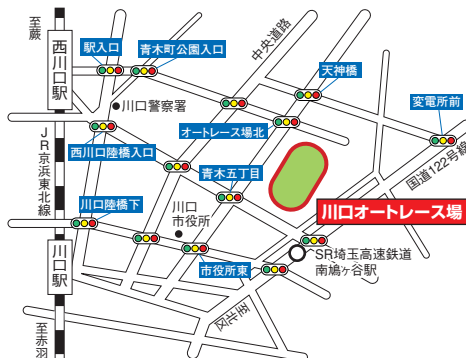 至蕨
西川口駅
駅入口
青木町公園入口
中央道路
天神橋
変電所前
川口警察署
オートレース場北
西川口陸橋入口
JR京浜東北線
青木五丁目
国道122号線
川口陸橋下
川口
市役所
川口オートレース場
川口駅
市役所東
SR埼玉高速鉄道
南鳩ヶ谷駅
至赤羽